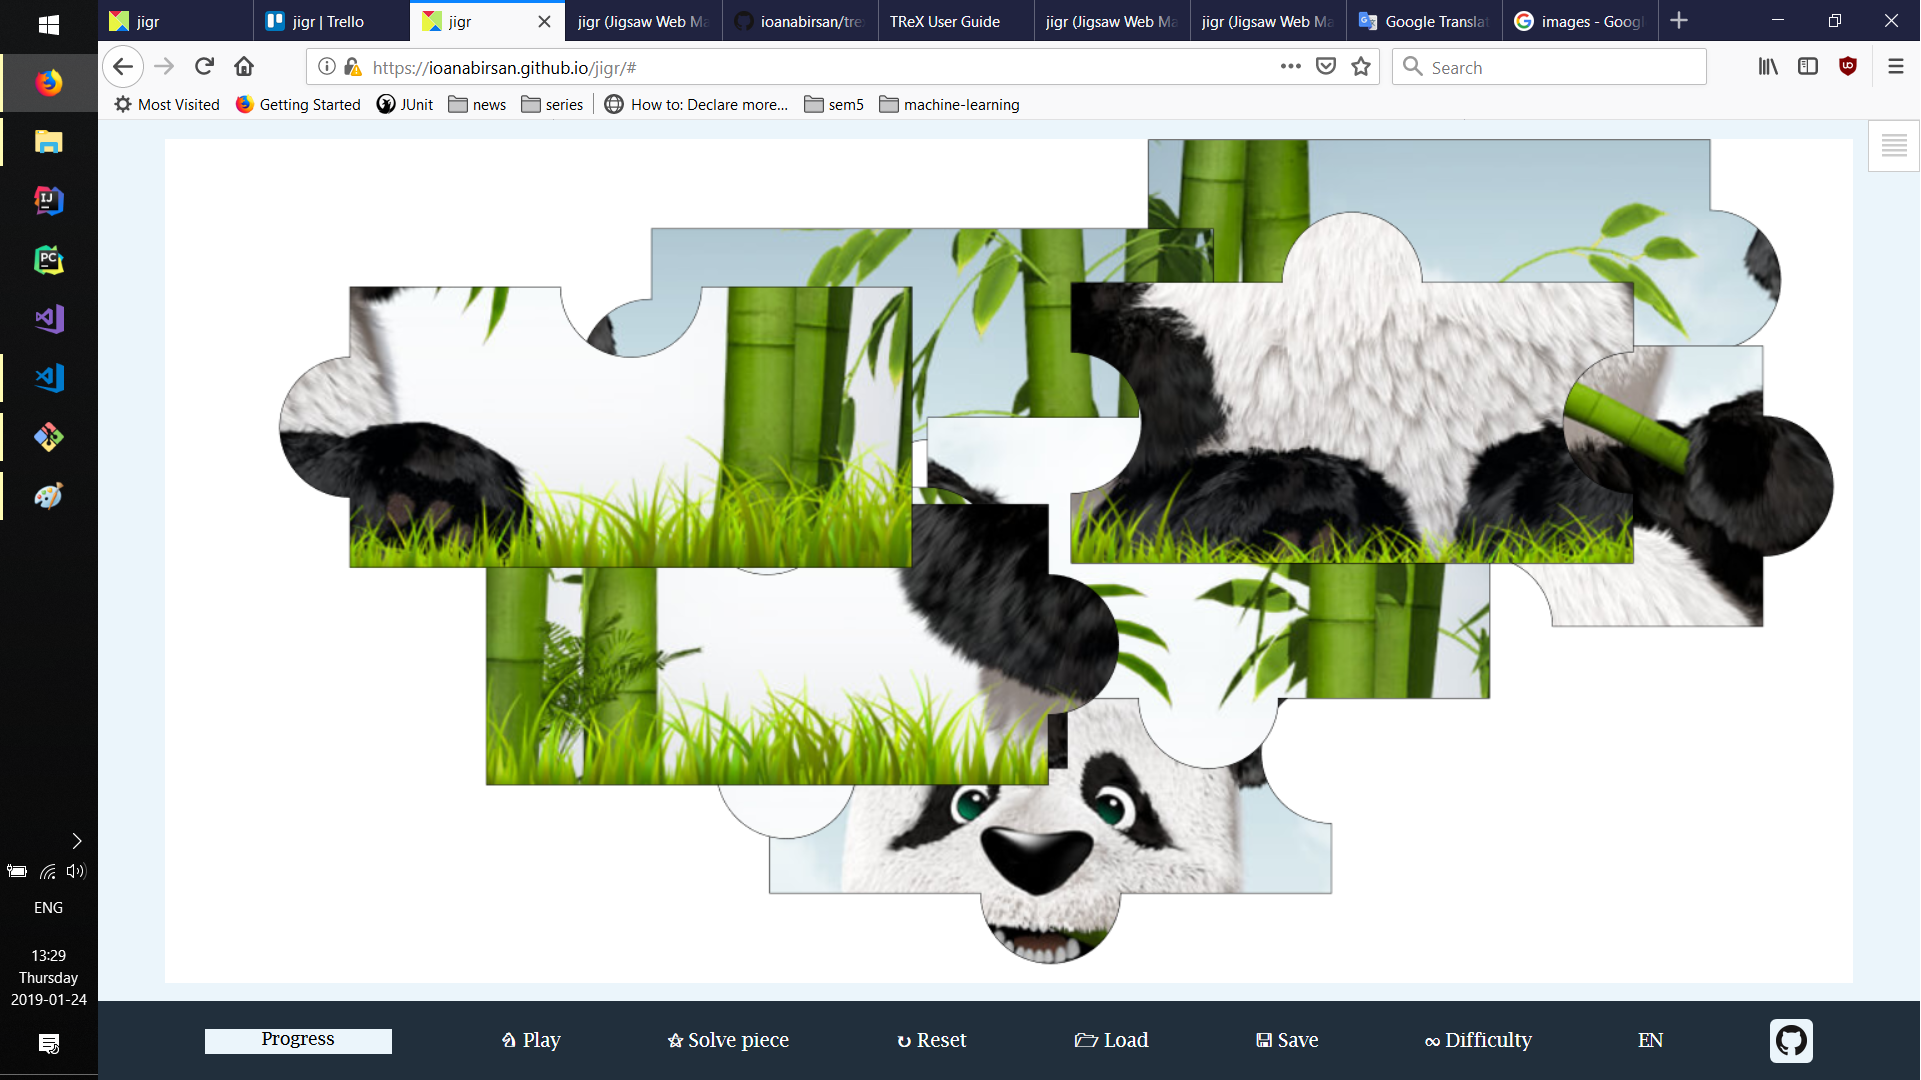 jigr
jigr | Trello
jigr
jigr (Jigsaw Web Ma
ioanabirsan/tre
TReX User Guide
jigr (Jigsaw Web Ma
jigr (Jigsaw Web Ma
Google Translat
images - Googl
https://ioanabirsan.github.io/jigr/#
Search
Most Visited
Getting Started
JUnit
news
series
How to: Declare more...
sem5
machine-learning
IJ
PC
ENG
13:29
Thursday
2019-01-24
Progress
Play
Solve piece
Reset
Load
Save
∞ Difficulty
EN